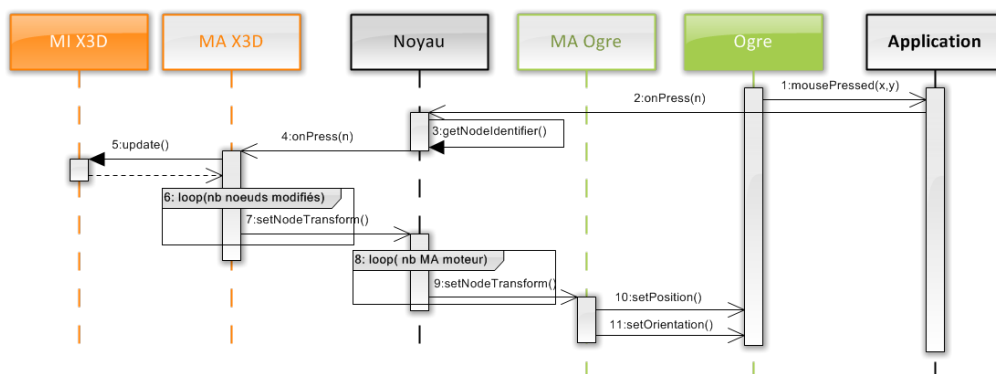 MI X3D
MA X3D
Noyau
MA Ogre
Ogre
Application
1:mousePressed(x,y)
2:onPress(n)
3:getNodeIdentifier()
4:onPress(n)
5:update()
6: loop(nb noeuds modifiés)
7:setNodeTransform()
8: loop( nb MA moteur)
9:setNodeTransform()
10:setPosition()
11:setOrientation()